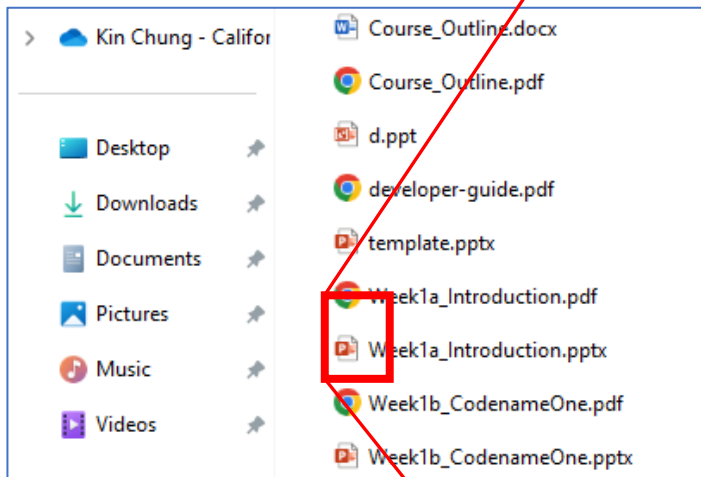 Kin Chung - Califor
Desktop
Downloads
Documents
Pictures
Music
Videos
Course_Outline.docx
Course_Outline.pdf
d.ppt
developer-guide.pdf
template.pptx
Week1a_Introduction.pdf
Week1a_Introduction.pptx
Week1b_CodenameOne.pdf
Week1b_CodenameOne.pptx